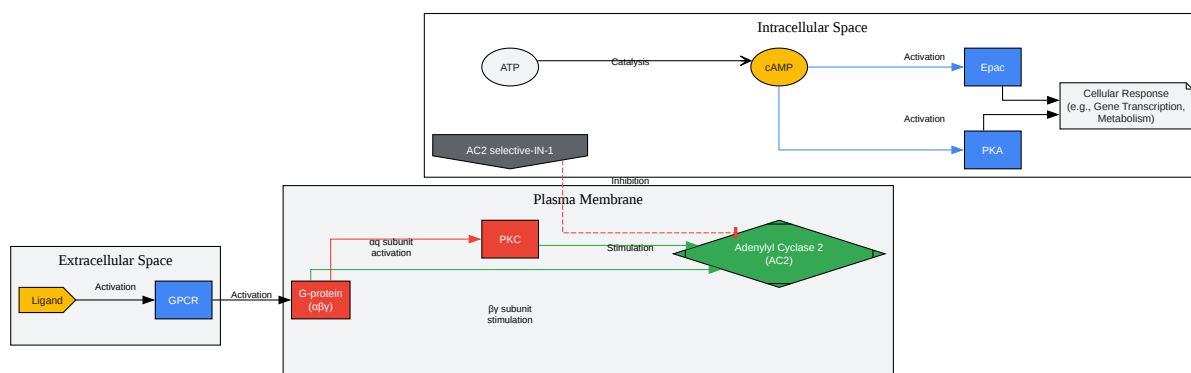 Intracellular Space
ATP
Catalysis
cAMP
Activation
Epac
Cellular Response
(e.g., Gene Transcription,
Metabolism)
Activation
PKA
AC2 selective-IN-1
Inhibition
Plasma Membrane
αq subunit
activation
PKC
Stimulation
Adenylyl Cyclase 2
(AC2)
Extracellular Space
Ligand
Activation
GPCR
Activation
G-protein
(αβγ)
βγ subunit
stimulation